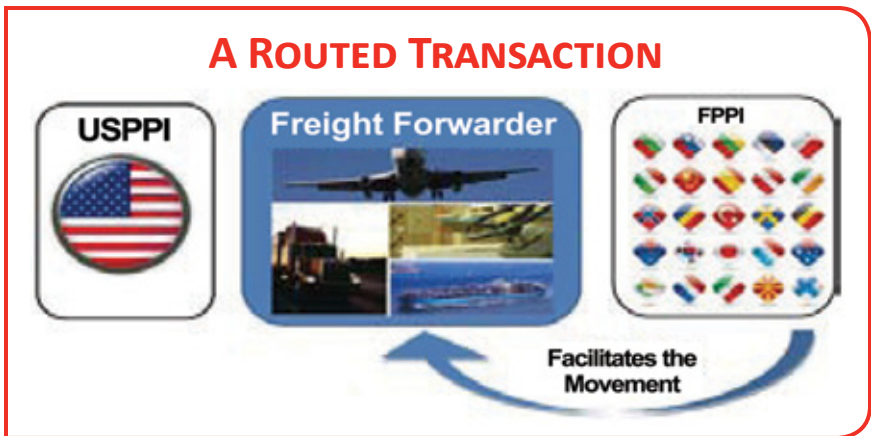 A ROUTED TRANSACTION
USPPI
Freight Forwarder
FPPI
Facilitates the
Movement